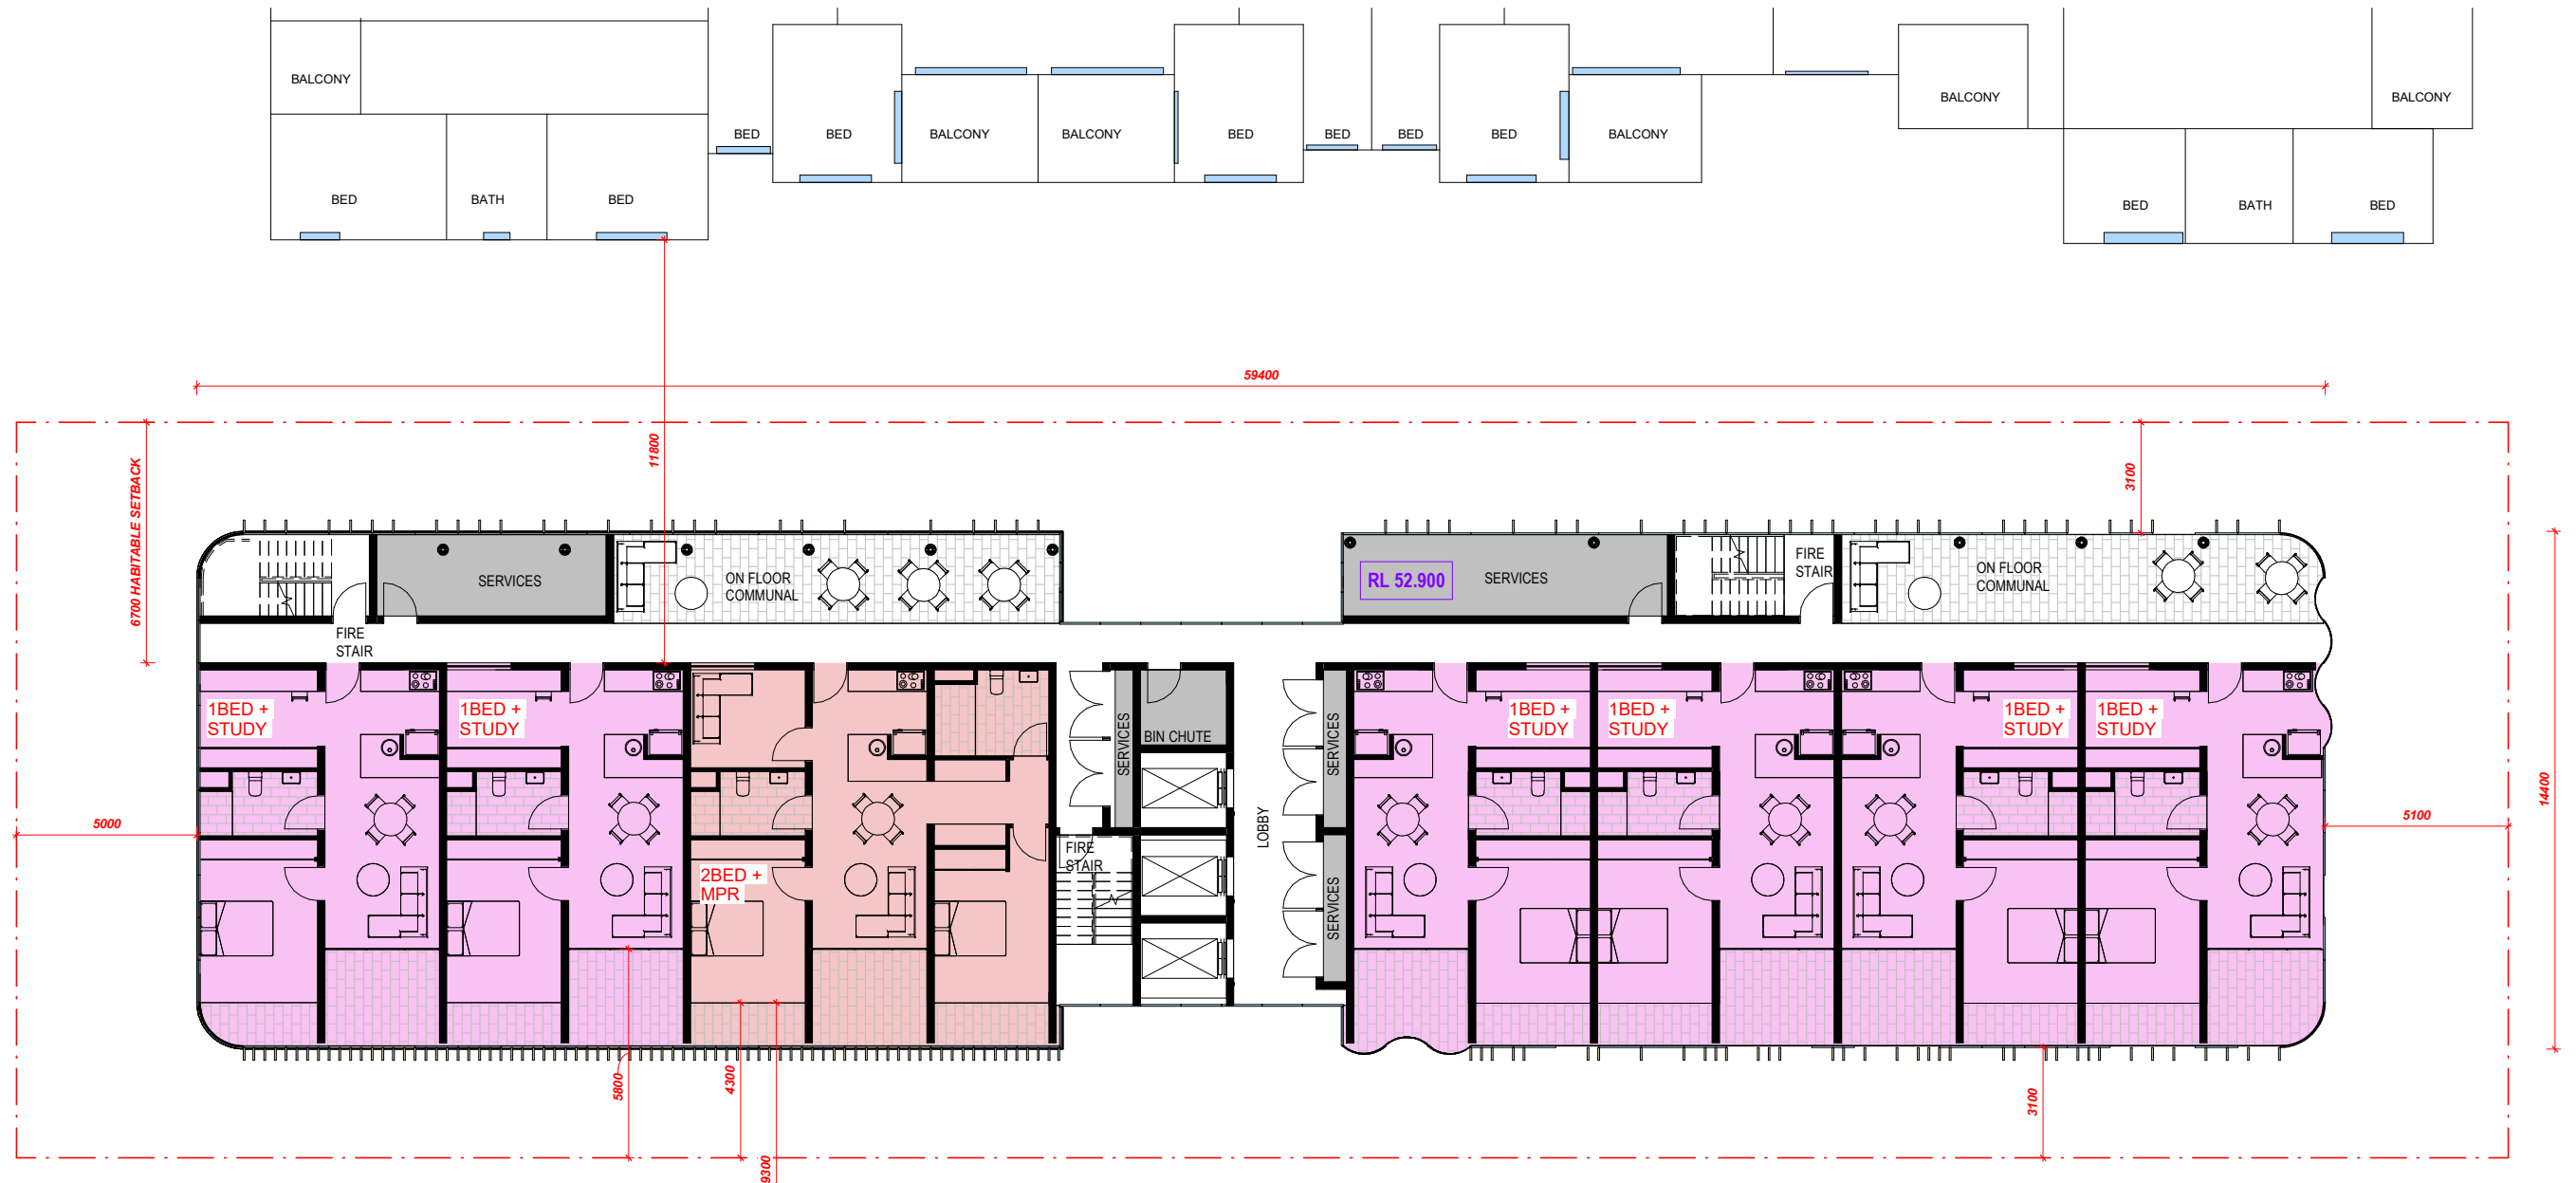 BALCONY
BALCONY
BALCONY
BED
BED
BALCONY
BALCONY
BED
BED
BED
BED
BALCONY
BED
BATH
BED
BED
BATH
BED
59400
6700 HABITABLE SETBACK
11800
3100
SERVICES
ON FLOOR
COMMUNAL
RL 52.900
SERVICES
FIRE
STAIR
ON FLOOR
COMMUNAL
FIRE
STAIR
1BED +
STUDY
1BED +
STUDY
SERVICES
BIN CHUTE
SERVICES
1BED +
STUDY
1BED +
STUDY
1BED +
STUDY
1BED +
STUDY
14400
5000
LOBBY
5100
FIRE
STAIR
2BED +
MPR
SERVICES
5800
4300
9300
3100